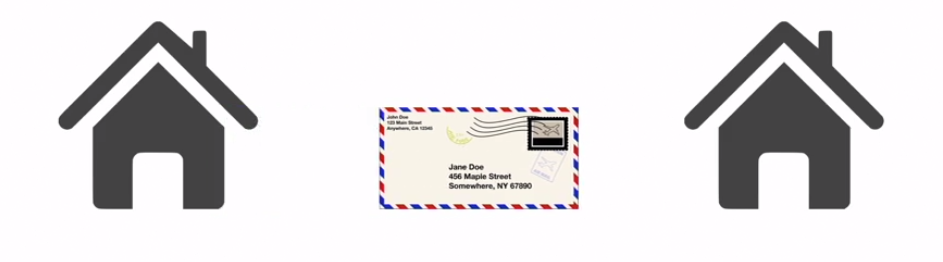 John Doe
123 Main Street
Anywhere, CA 12345
Jane Doe
456 Maple Street
Somewhere, NY 67890